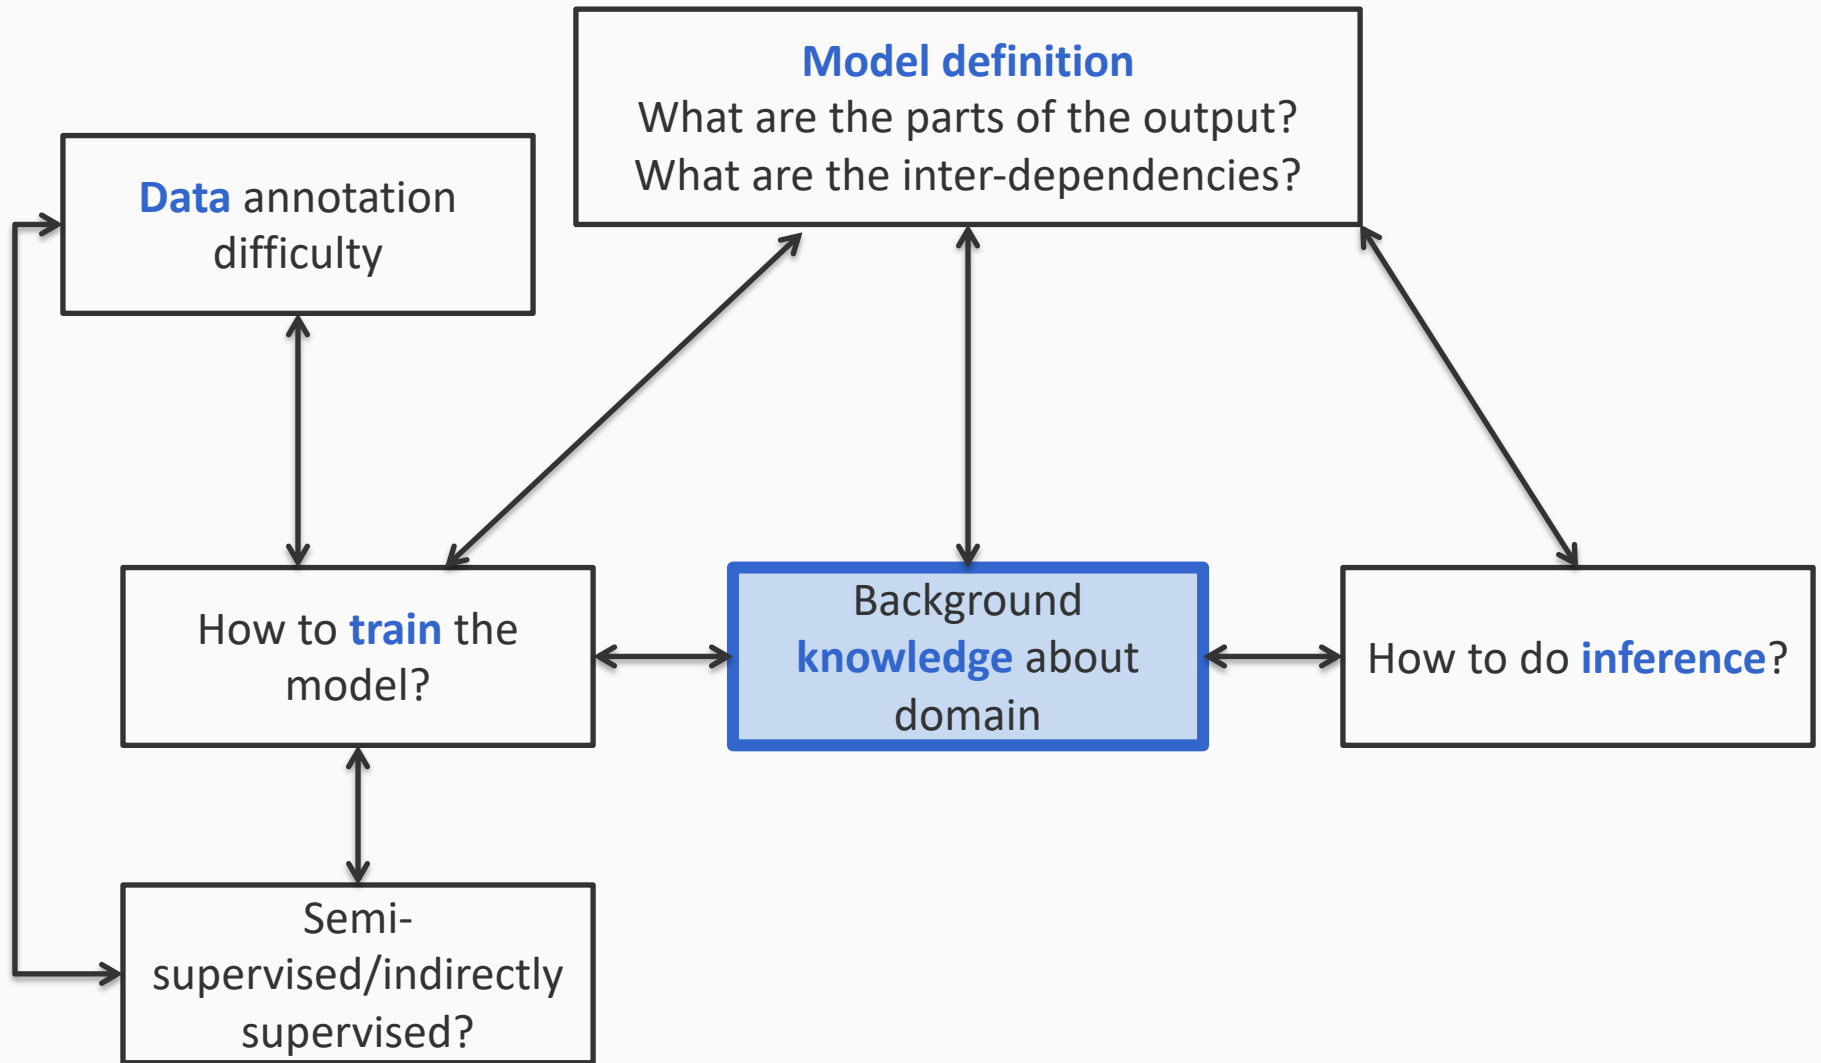 Model definition
What are the parts of the output?
What are the inter-dependencies?
Data annotation
difficulty
How to train the
model?
Background
knowledge about
domain
How to do inference?
Semi-
supervised/indirectly
supervised?